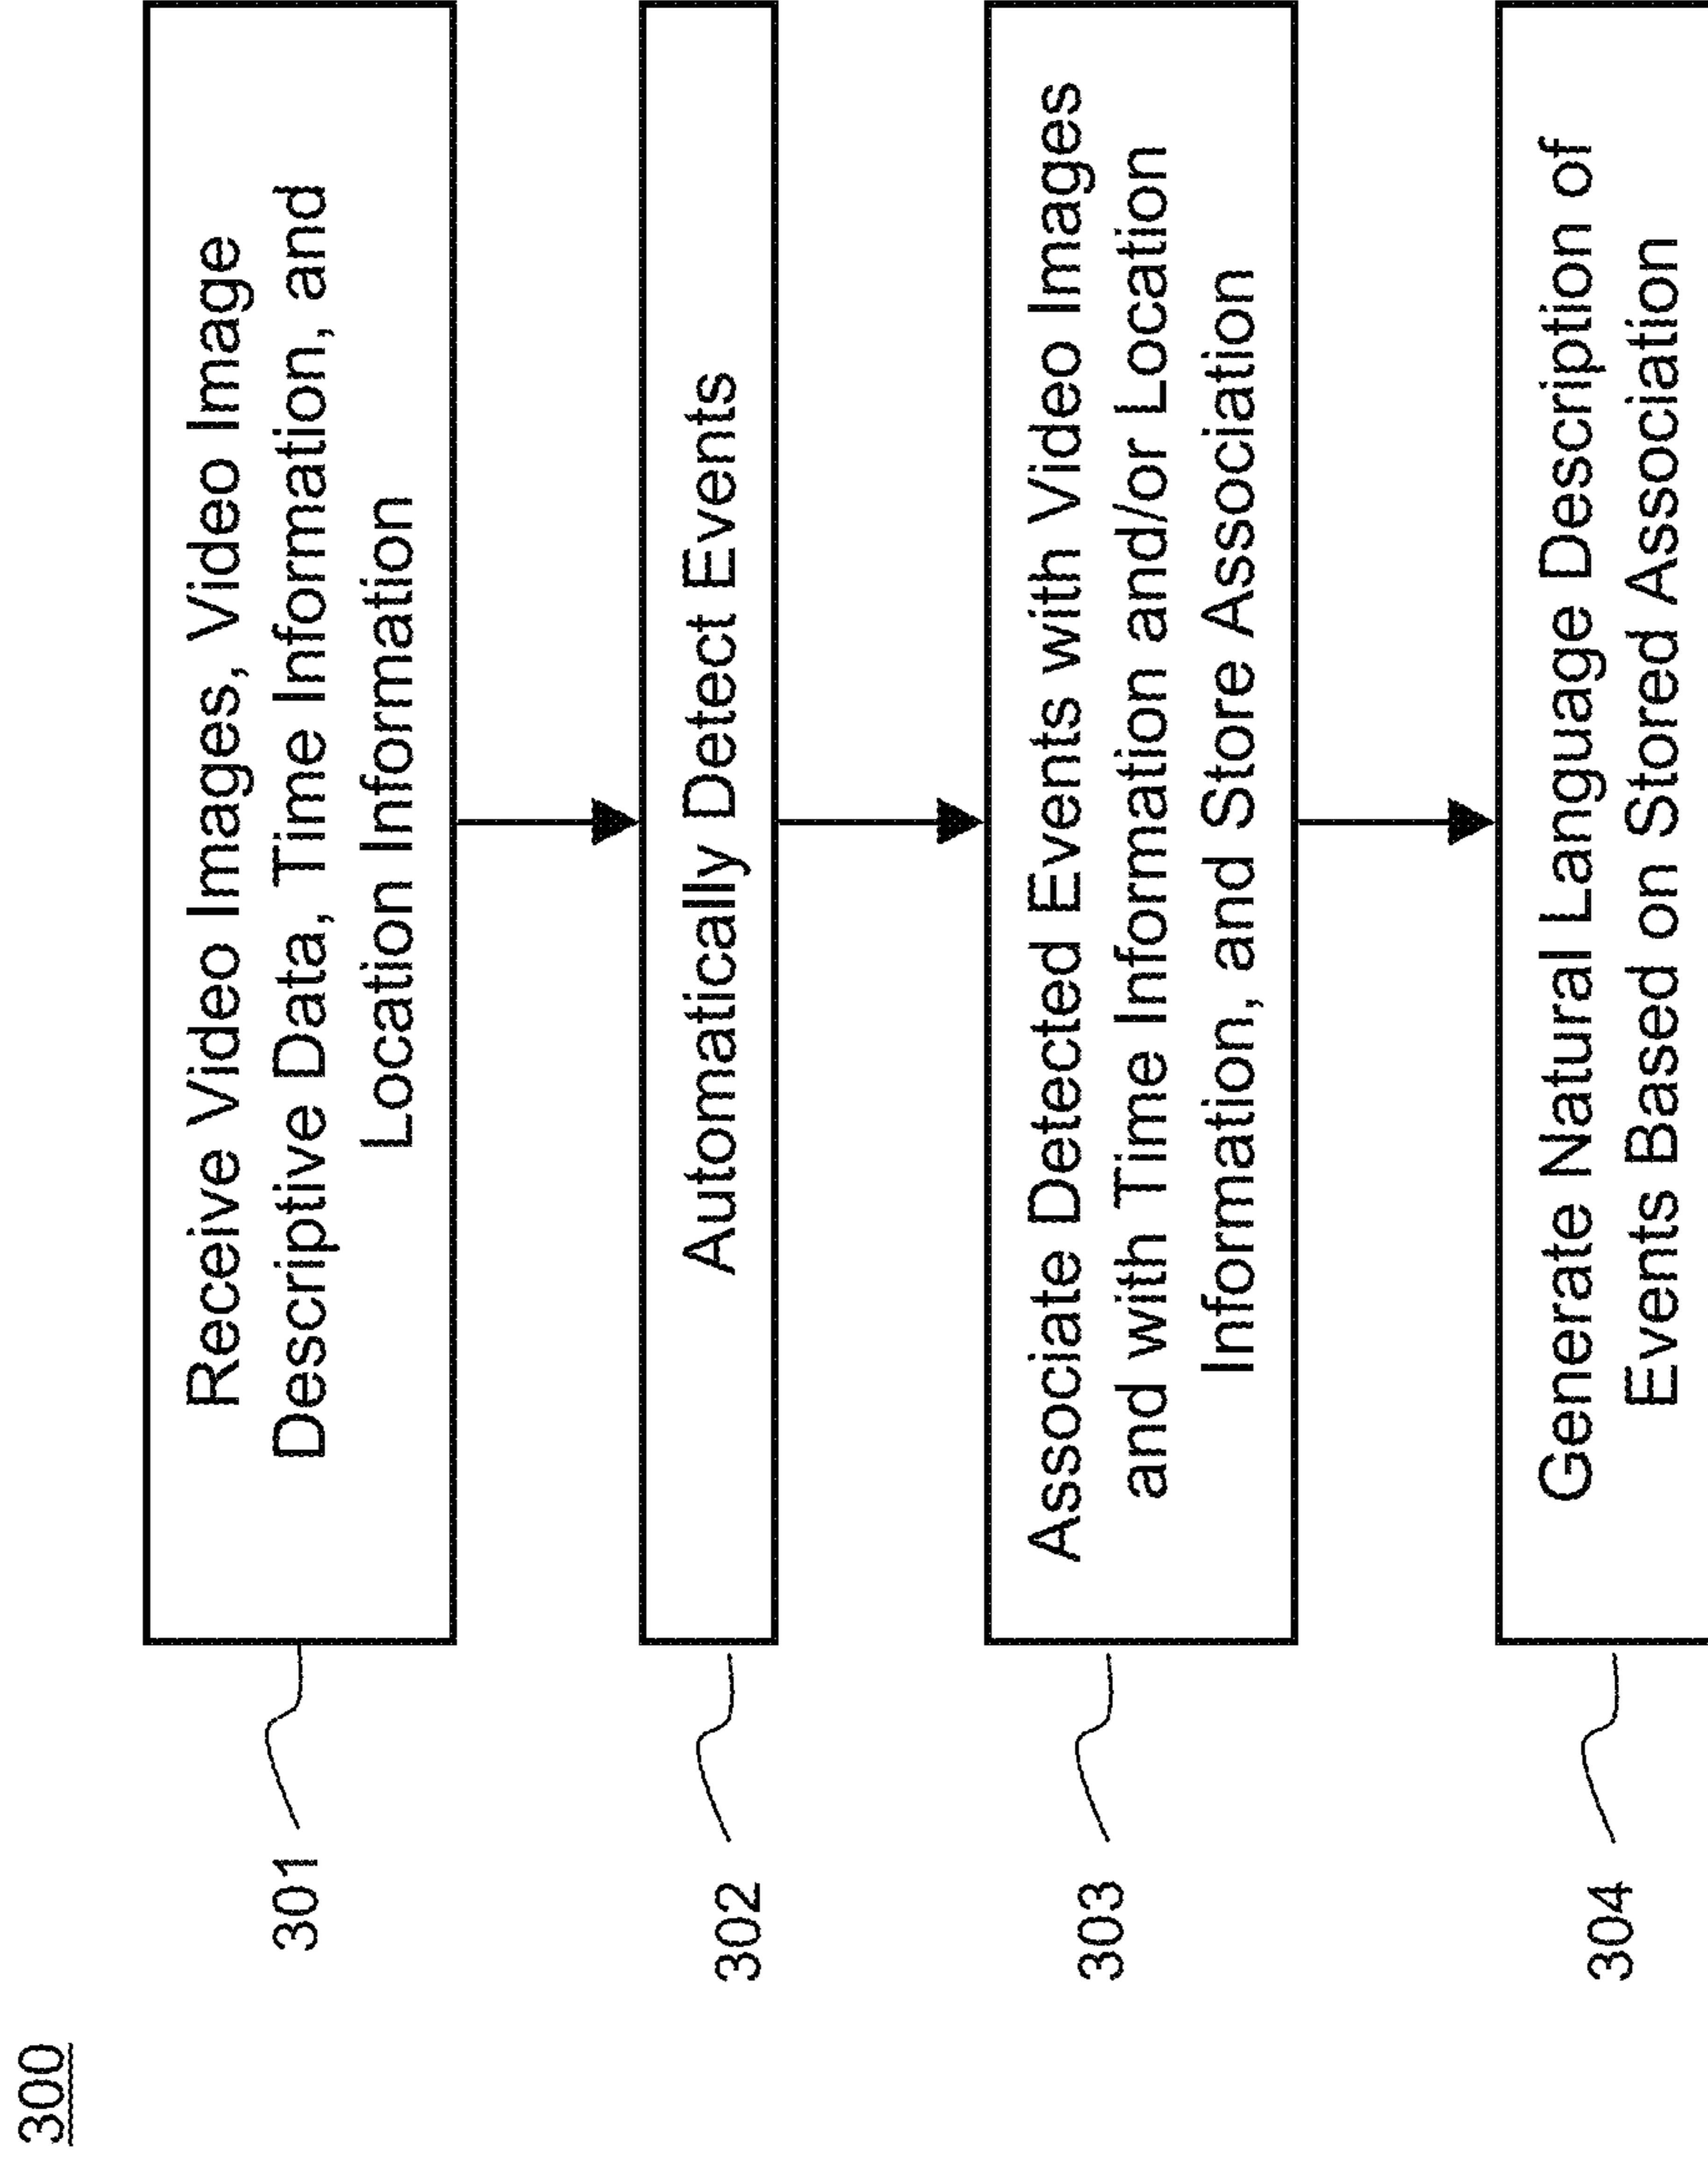 300
301
Receive Video Images, Video Image
Descriptive Data, Time Information, and
Location Information
302
Automatically Detect Events
303
Associate Detected Events with Video Images
and with Time Information and/or Location
Information, and Store Association
304
Generate Natural Language Description of
Events Based on Stored Association